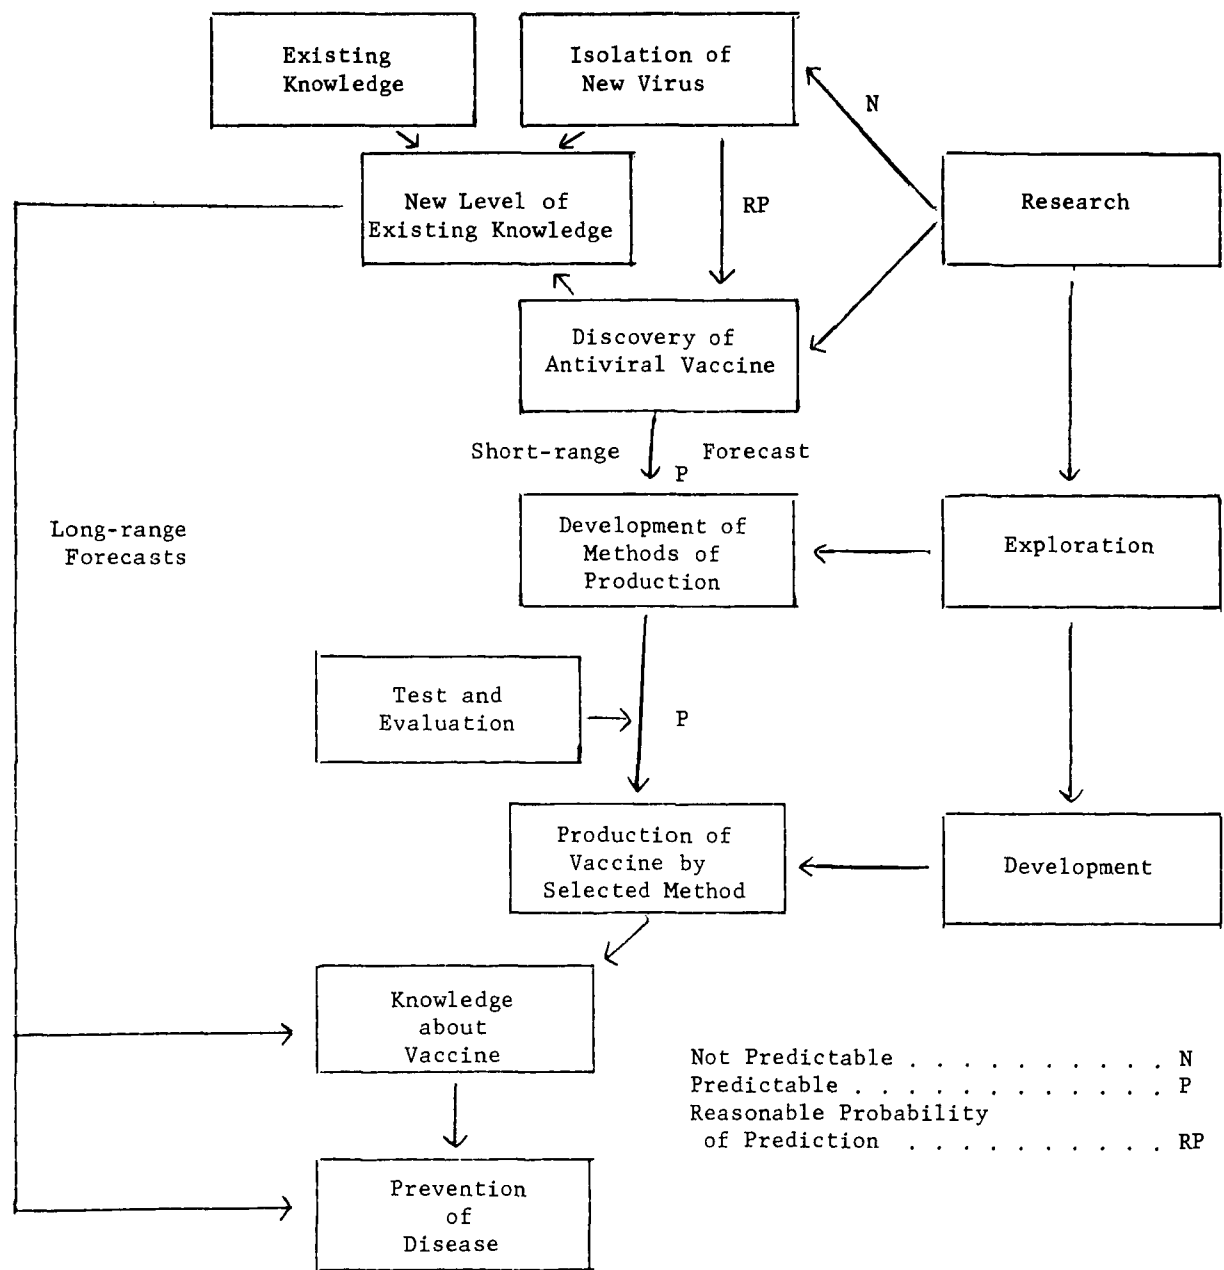 Existing
Knowledge
Isolation of
New Virus
N
New Level of
Existing Knowledge
RP
Research
Discovery of
Antiviral Vaccine
Short-range Forecast
P
Long-range
Forecasts
Development of
Methods of
Production
Exploration
Test and
Evaluation
P
Production of
Vaccine by
Selected Method
Development
Knowledge
about
Vaccine
Not Predictable . . . . . . . . . . N
Predictable . . . . . . . . . . . . P
Reasonable Probability
of Prediction . . . . . . . . . . RP
Prevention
of
Disease